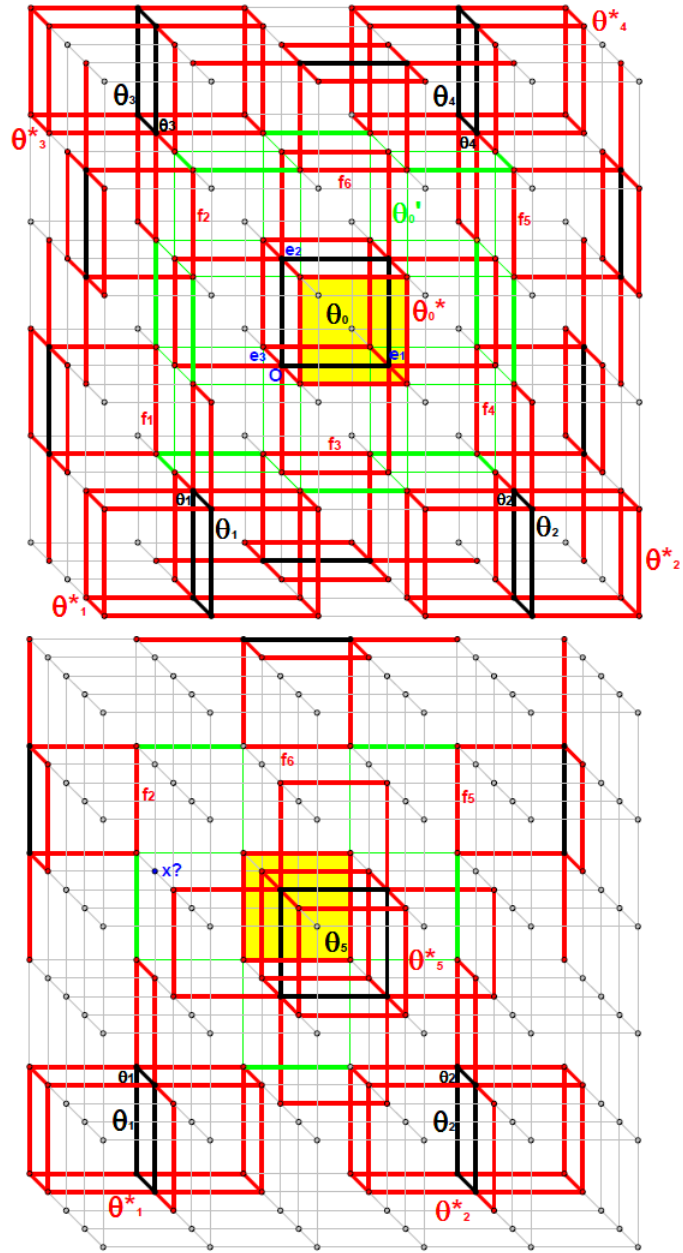 θ*₄
θ₃ θ₄
θ₃ θ₄
θ*₃
f₆
f₂ θ₀' f₅
e₂
θ₀ θ₀*
e₃ e₁
O
f₁ f₄
f₃
θ₁ θ₂
θ₁ θ₂
θ*₂
θ*₁
f₆
f₂ f₅
x?
θ₅
θ*₅
θ₁ θ₂
θ₁ θ₂
θ*₁ θ*₂